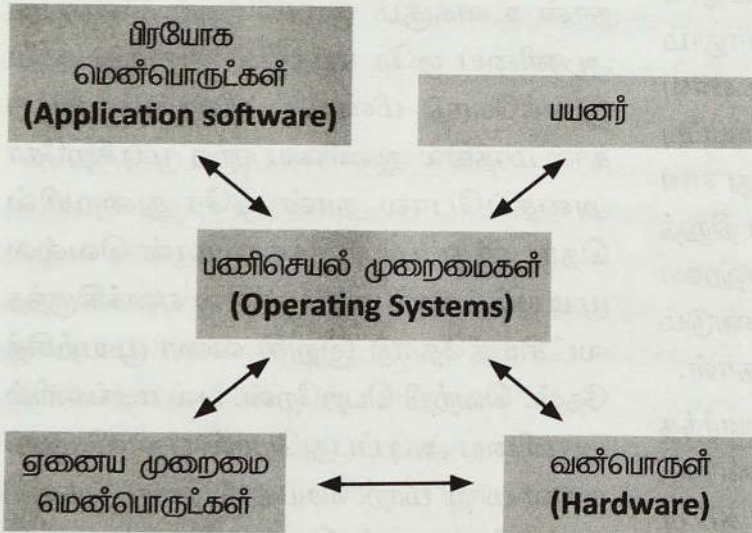 பிரயோக
மென்பொருட்கள்
(Application software)
பயனர்
பணிசெயல் முறைமைகள்
(Operating Systems)
ஏனைய முறைமை
மென்பொருட்கள்
வன்பொருள்
(Hardware)